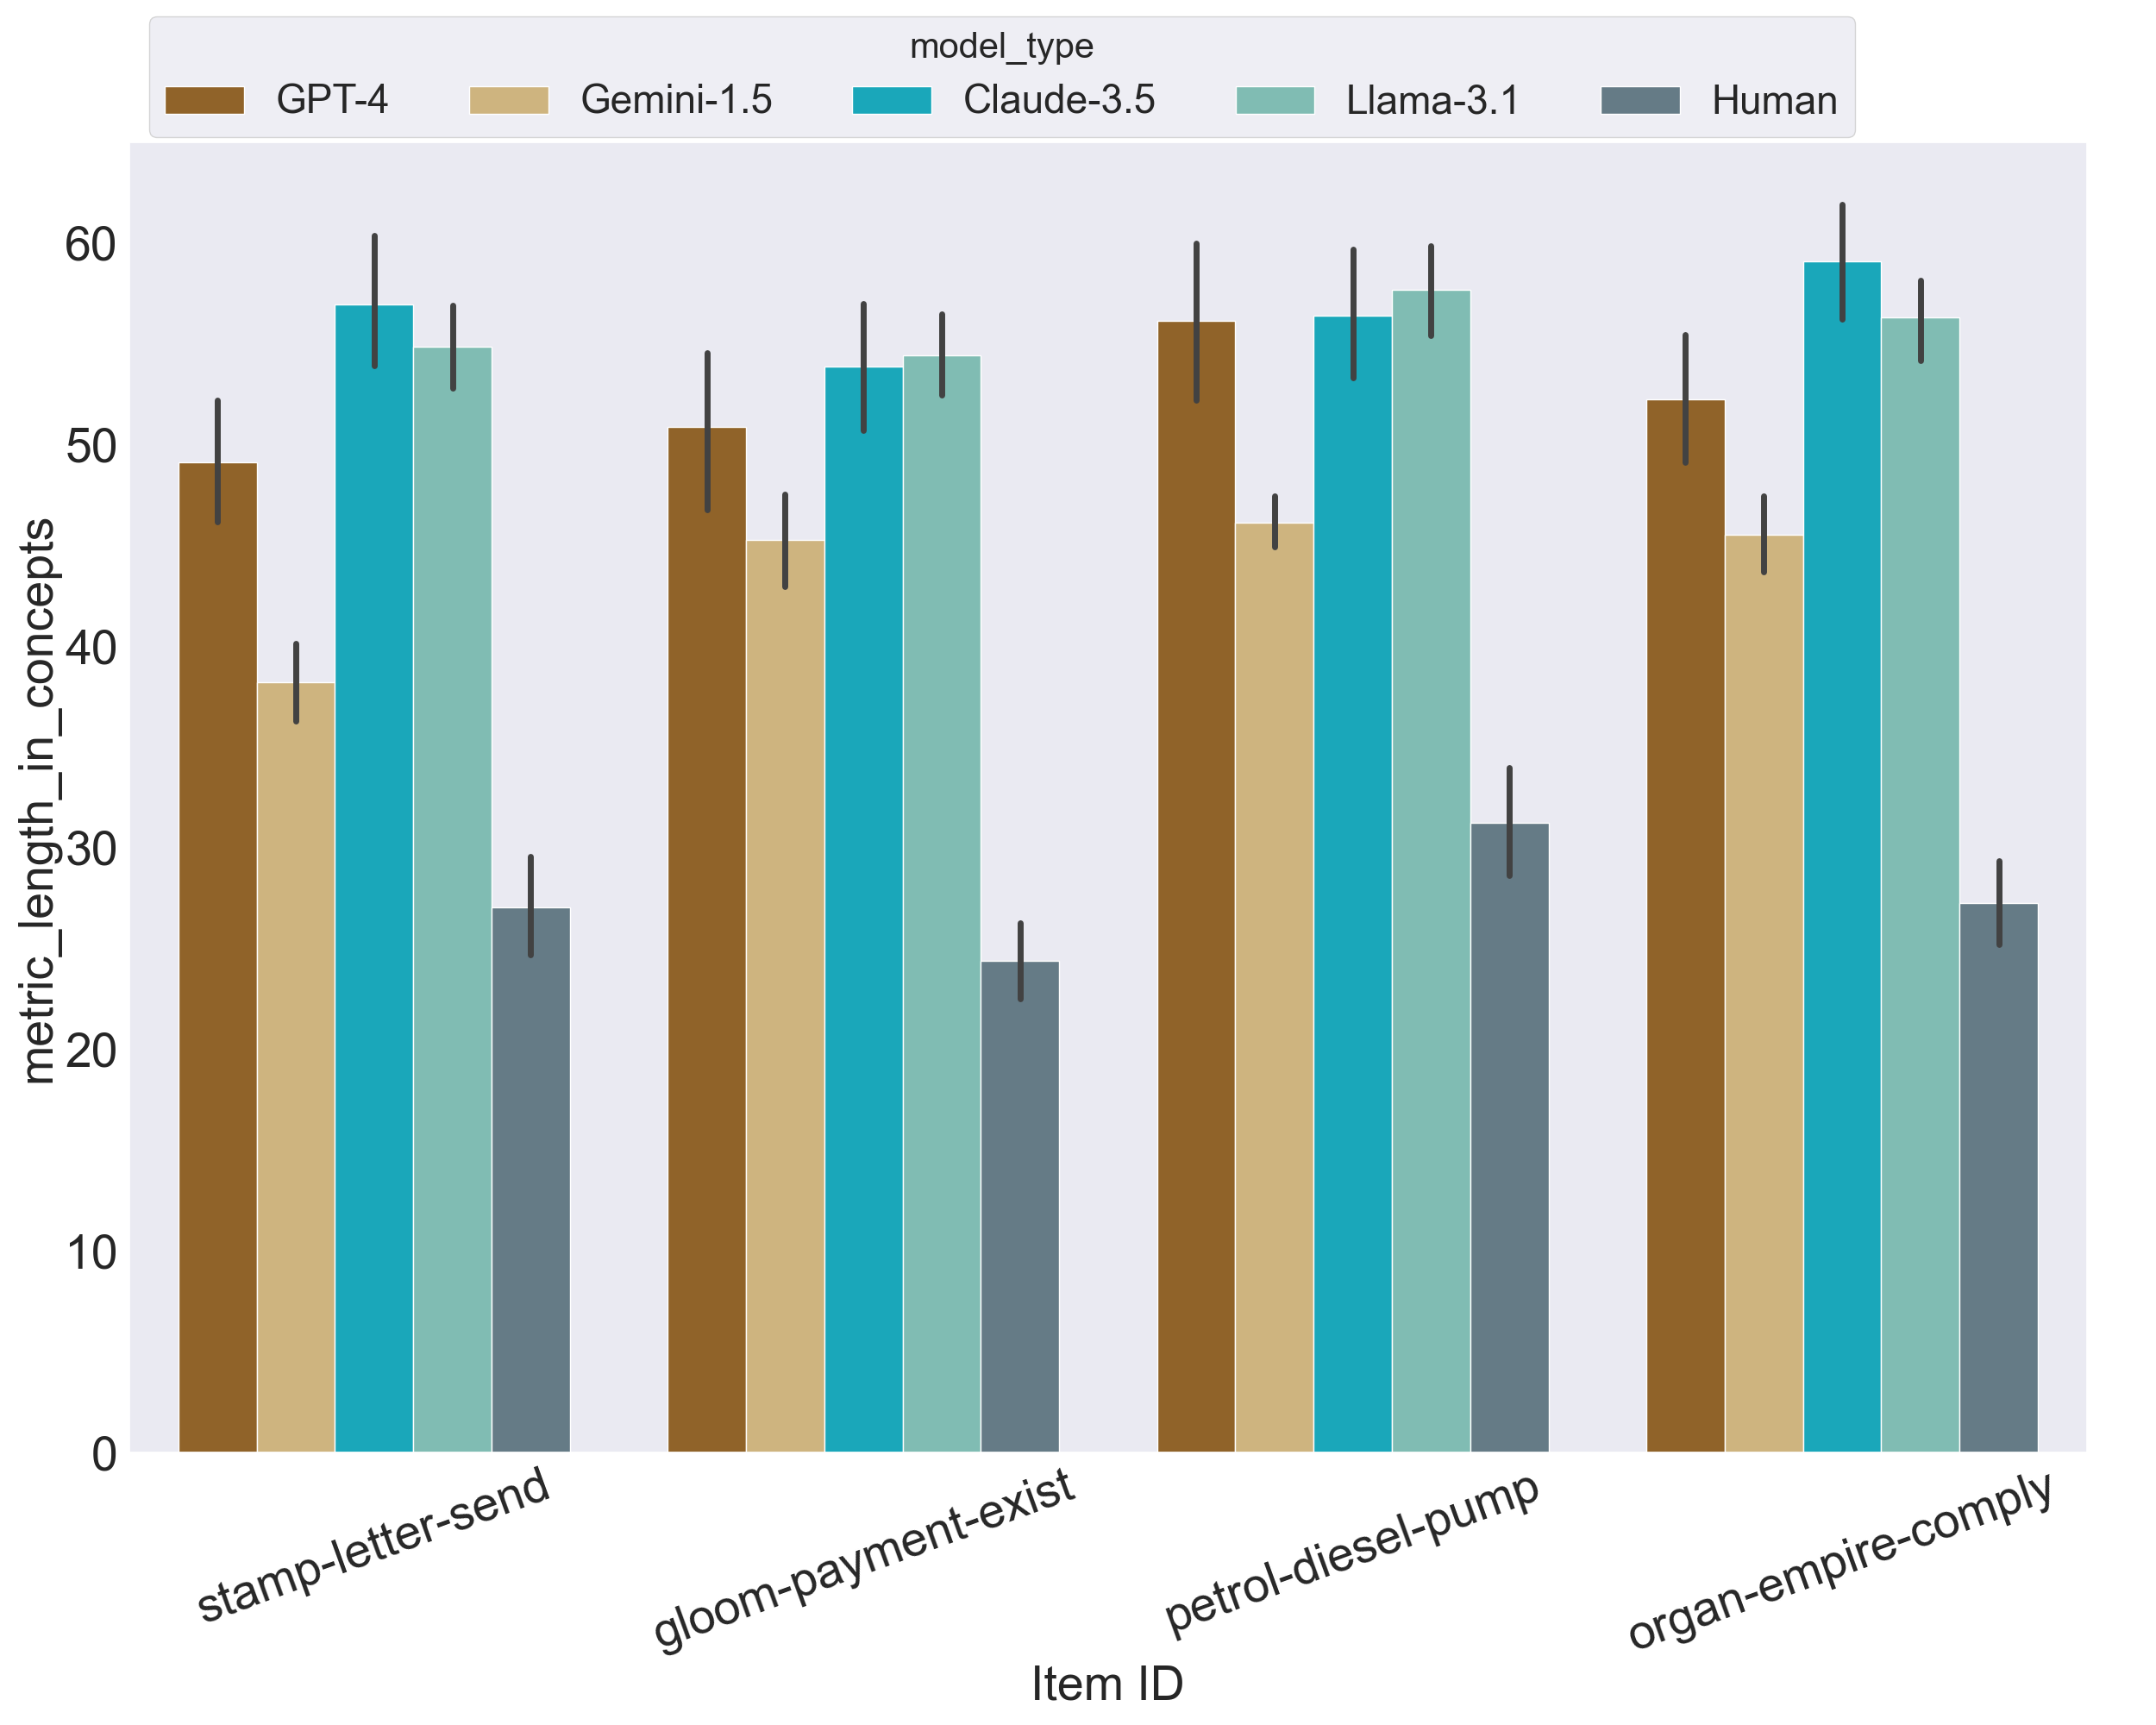 model_type
GPT-4 Gemini-1.5 Claude-3.5 Llama-3.1 Human
metric_length_in_concepts
60
50
40
30
20
10
0
stamp-letter-send
gloom-payment-exist
petrol-diesel-pump
organ-empire-comply
Item ID